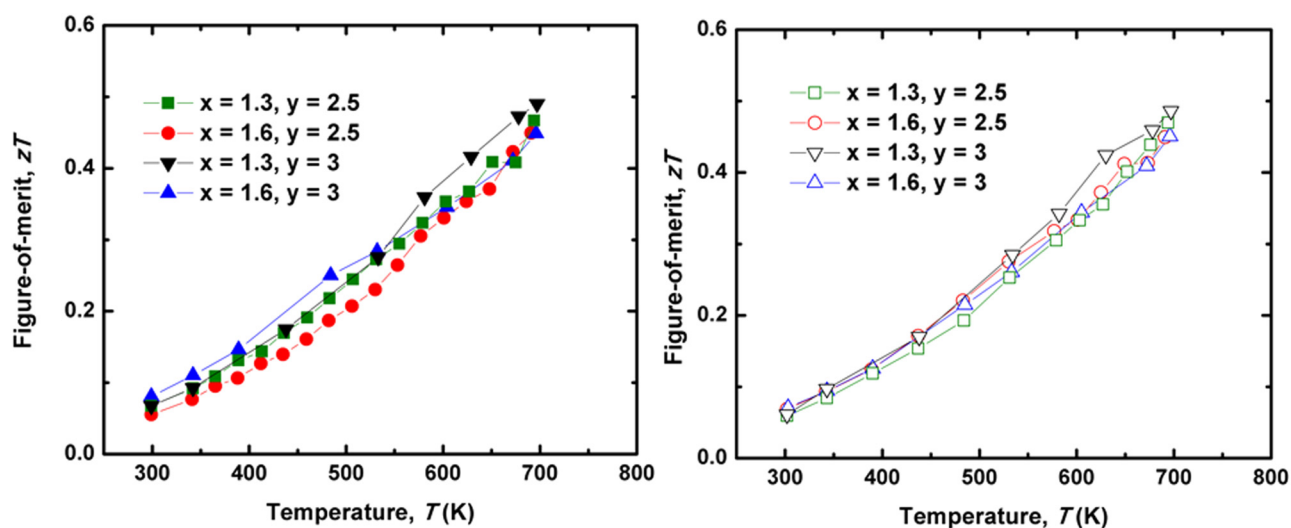 0.6
0.4
0.2
0.0
Figure-of-merit, zT
x = 1.3, y = 2.5
x = 1.6, y = 2.5
x = 1.3, y = 3
x = 1.6, y = 3
300 400 500 600 700 800
Temperature, T (K)
0.6
0.4
0.2
0.0
Figure-of-merit, zT
x = 1.3, y = 2.5
x = 1.6, y = 2.5
x = 1.3, y = 3
x = 1.6, y = 3
300 400 500 600 700 800
Temperature, T (K)